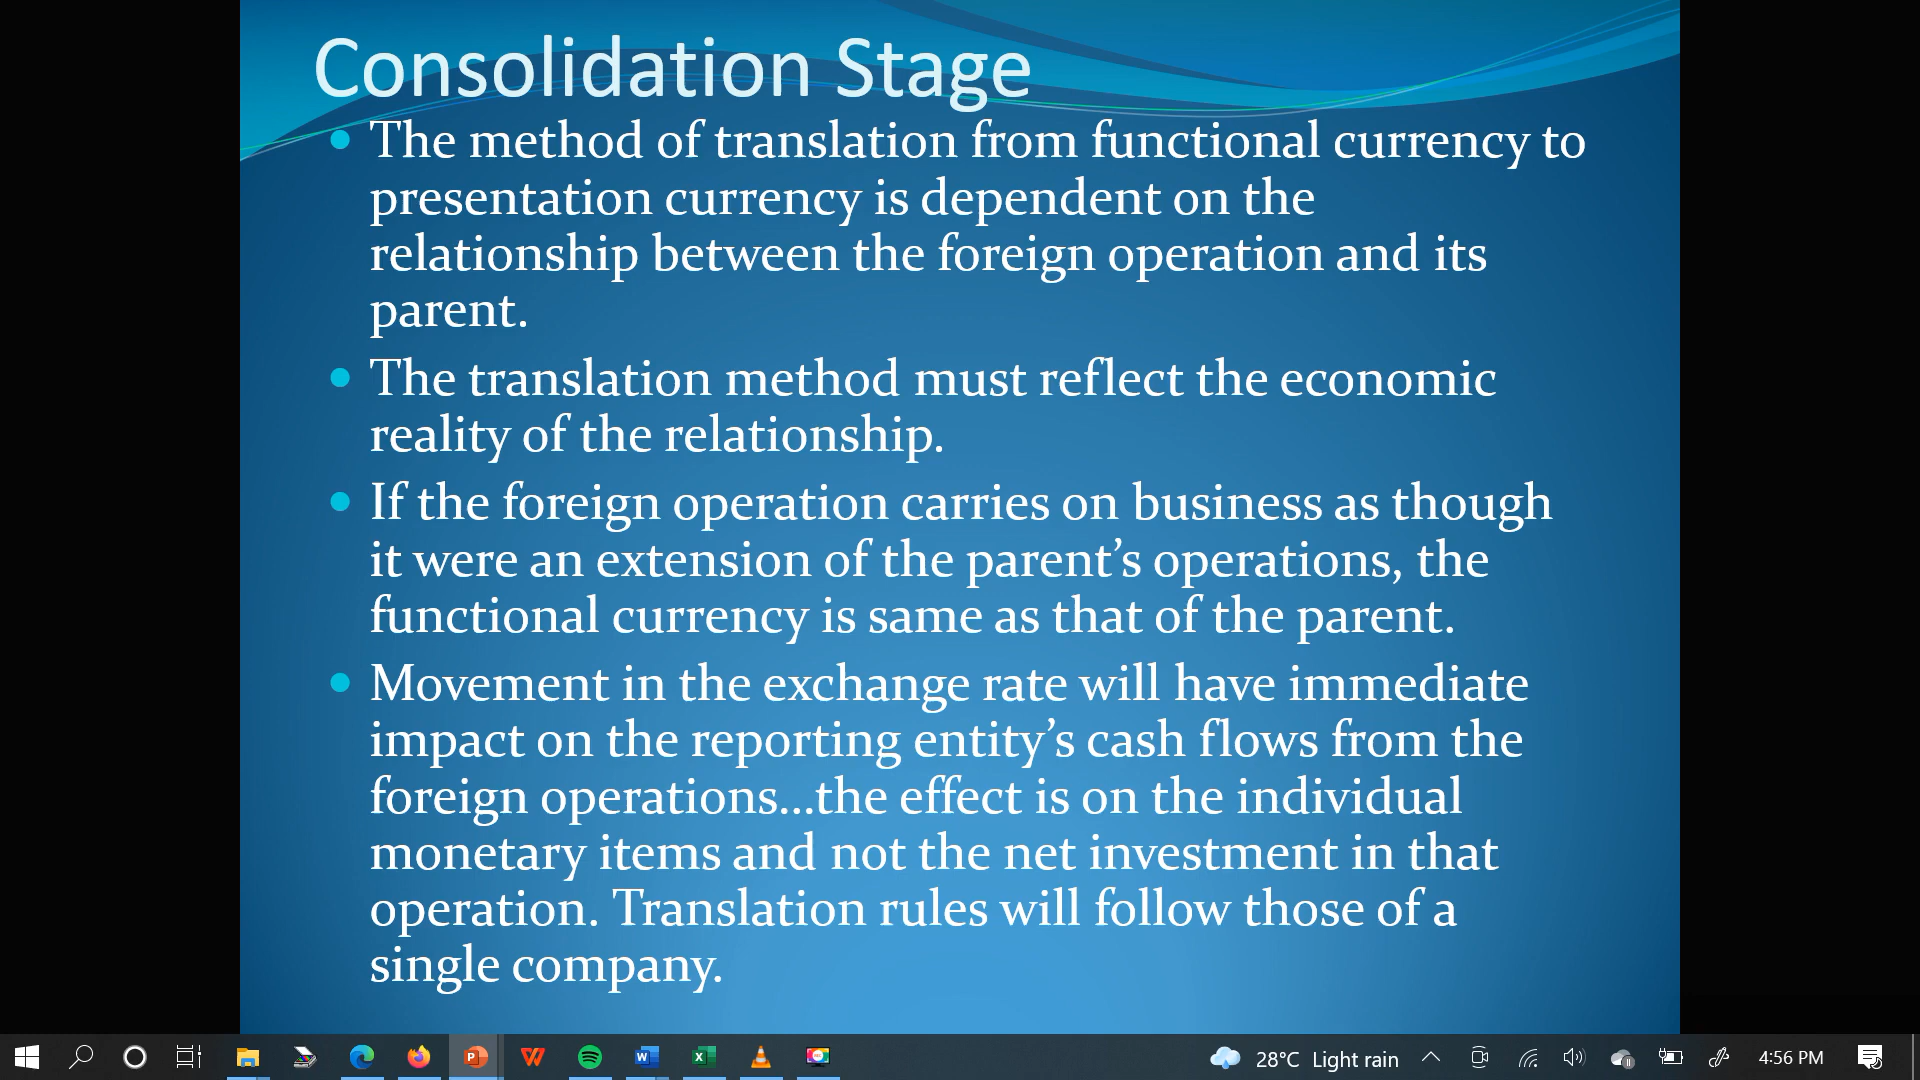 Consolidation Stage
The method of translation from functional currency to
presentation currency is dependent on the
relationship between the foreign operation and its
parent.
The translation method must reflect the economic
reality of the relationship.
If the foreign operation carries on business as though
it were an extension of the parent’s operations, the
functional currency is same as that of the parent.
Movement in the exchange rate will have immediate
impact on the reporting entity’s cash flows from the
foreign operations...the effect is on the individual
monetary items and not the net investment in that
operation. Translation rules will follow those of a
single company.
28°C Light rain
4:56 PM